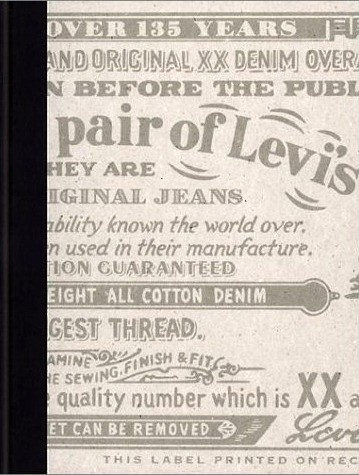 OVER 135 YEARS
AND ORIGINAL XX DENIM OVERA
N BEFORE THE PUBL
pair of Levi's
HEY ARE
IGINAL JEANS.
ability known the world over.
n used in their manufacture.
TION GUARANTEED
EIGHT ALL COTTON DENIM
GEST THREAD.
AMINE
HE SEWING, FINISH & FIT
e quality number which is XX a
ET CAN BE REMOVED
THIS LABEL PRINTED ON REC